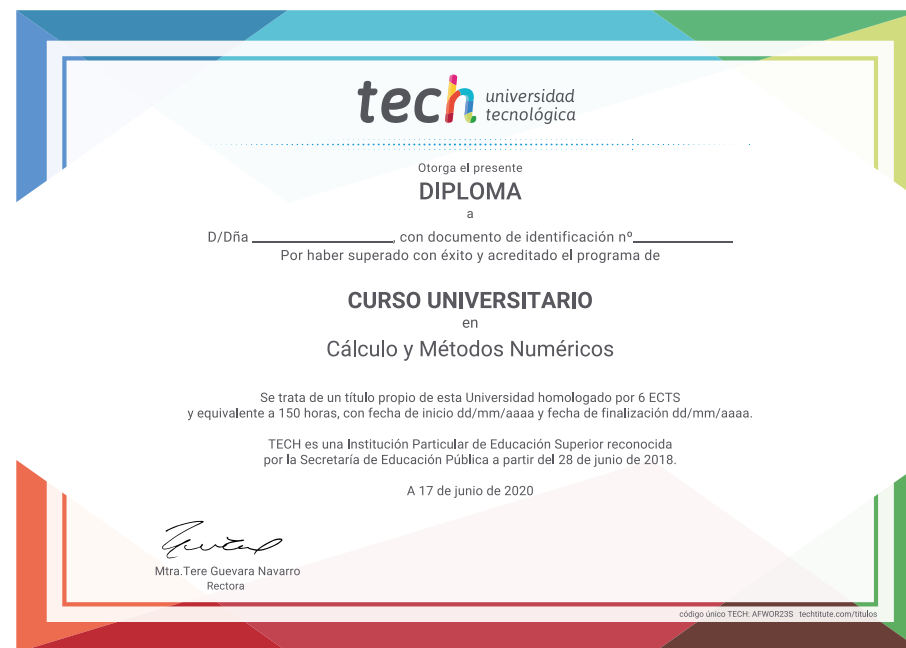 tech universidad
tecnológica
Otorga el presente
DIPLOMA
a
D/Dña ____________________, con documento de identificación nº______________
Por haber superado con éxito y acreditado el programa de
CURSO UNIVERSITARIO
en
Cálculo y Métodos Numéricos
Se trata de un título propio de esta Universidad homologado por 6 ECTS
y equivalente a 150 horas, con fecha de inicio dd/mm/aaaa y fecha de finalización dd/mm/aaaa.
TECH es una Institución Particular de Educación Superior reconocida
por la Secretaría de Educación Pública a partir del 28 de junio de 2018.
A 17 de junio de 2020
Mtra.Tere Guevara Navarro
Rectora
código único TECH: AFWOR23S techtitute.com/titulos